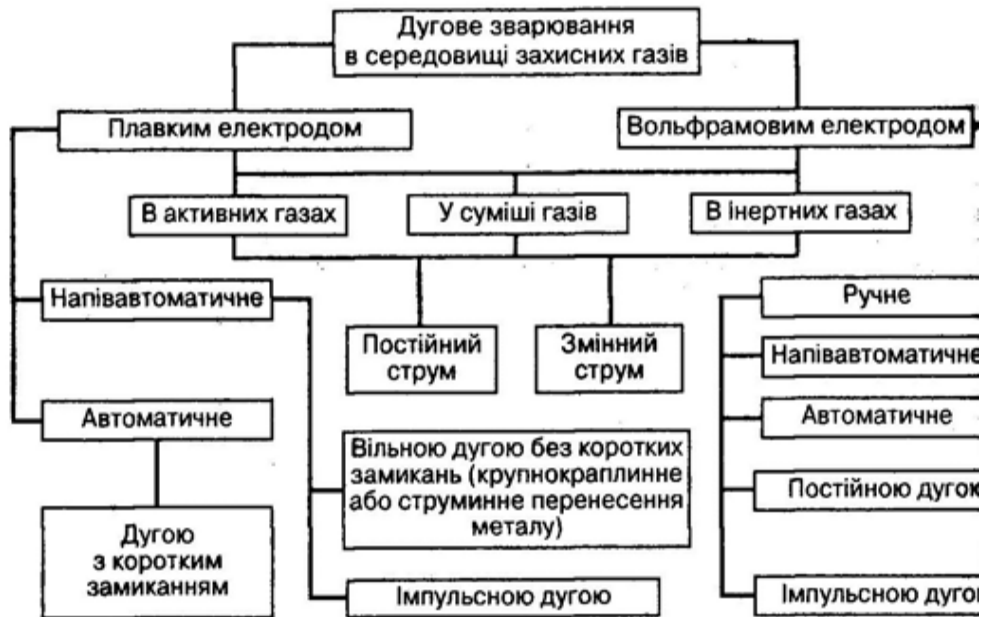 Дугове зварювання
в середовищі захисних газів
Плавким електродом
Вольфрамовим електродом
В активних газах
У суміші газів
В інертних газах
Напівавтоматичне
Ручне
Постійний
струм
Змінний
струм
Напівавтоматичне
Автоматичне
Автоматичне
Вільною дугою без коротких
замикань (крупнокраплинне
або струминне перенесення
металу)
Постійною дугою
Дугою
з коротким
замиканням
Імпульсною дугою
Імпульсною дугою